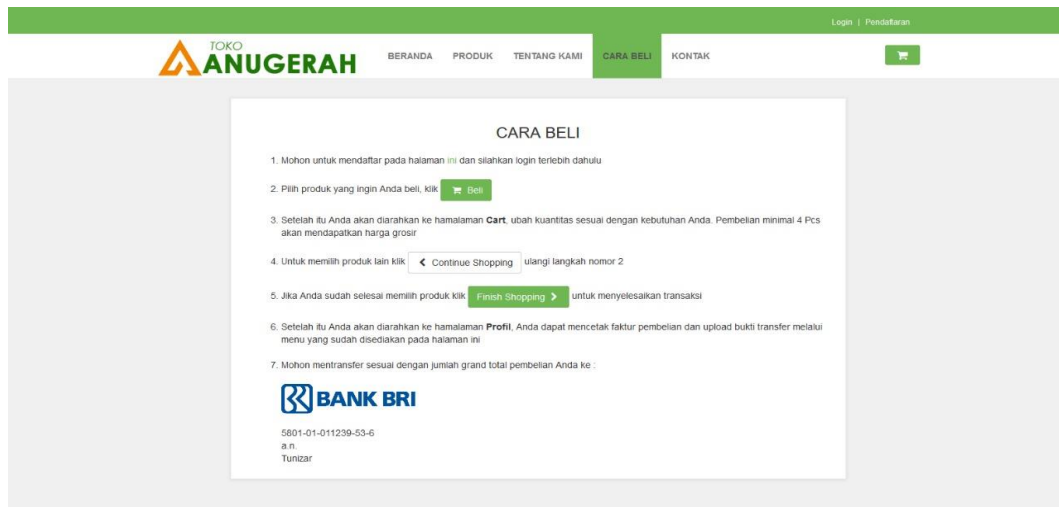 Login | Pendaftaran
TOKO
ANUGERAH
BERANDA PRODUK TENTANG KAMI CARA BELI KONTAK
CARA BELI
1. Mohon untuk mendaftar pada halaman ini dan silahkan login terlebih dahulu
2. Pilih produk yang ingin Anda beli, klik Beli
3. Setelah itu Anda akan diarahkan ke hamalaman Cart, ubah kuantitas sesuai dengan kebutuhan Anda. Pembelian minimal 4 Pcs
akan mendapatkan harga grosir
4. Untuk memilih produk lain klik Continue Shopping ulangi langkah nomor 2
5. Jika Anda sudah selesai memilih produk klik Finish Shopping untuk menyelesaikan transaksi
6. Setelah itu Anda akan diarahkan ke hamalaman Profil, Anda dapat mencetak faktur pembelian dan upload bukti transfer melalui
menu yang sudah disediakan pada halaman ini
7. Mohon mentransfer sesuai dengan jumlah grand total pembelian Anda ke :
BANK BRI
5801-01-011239-53-6
a.n.
Tunizar